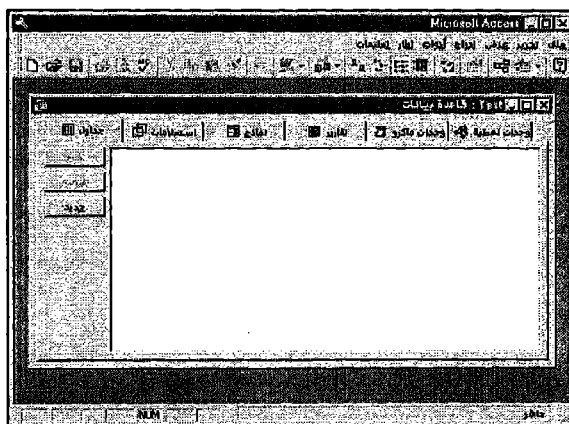 Microsoft Access
ملف تحرير عرض إدراج أدوات إطار تعليمات
: قاعدة بيانات
وحدات نمطية وحدات ماكرو تقارير نماذج استعلامات جداول
جديد
جاهز NUM